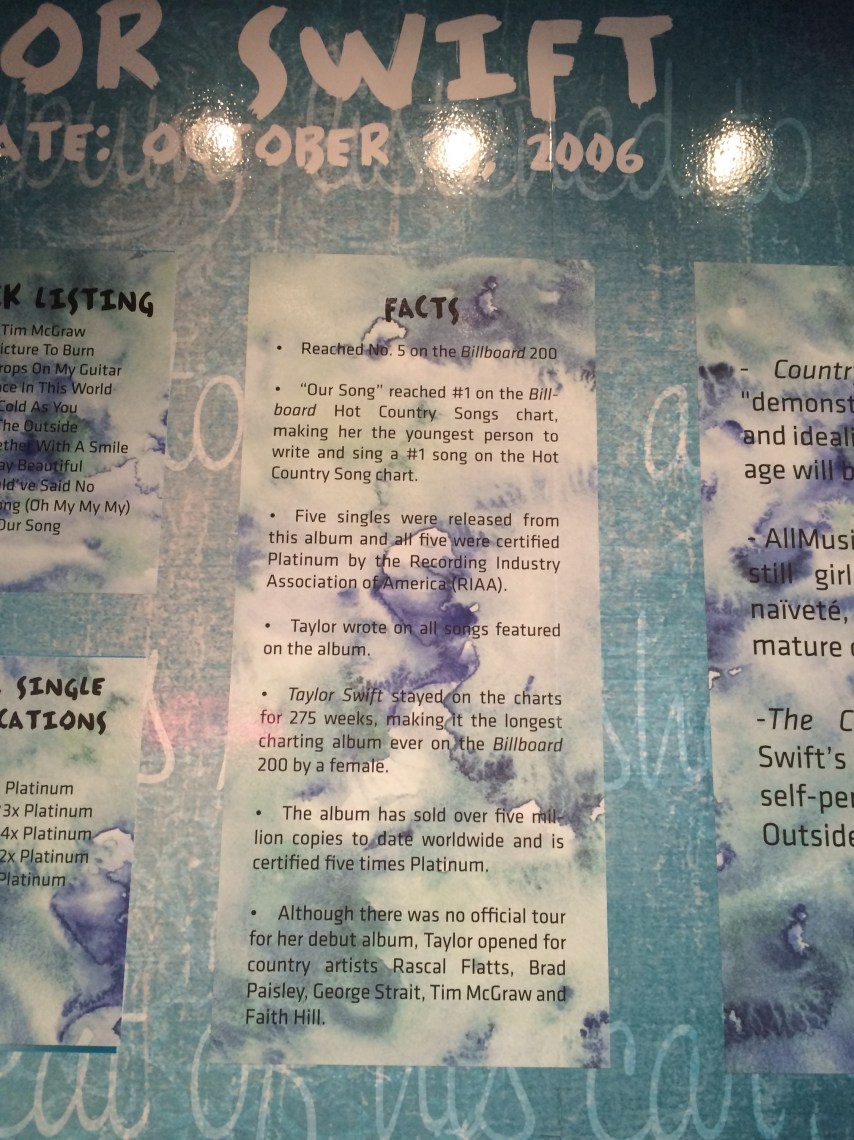 OR SWIFT
ATE: OCTOBER , 2006
CK LISTING
Tim McGraw
icture To Burn
rops On My Guitar
ace In This World
Cold As You
The Outside
ether With A Smile
ay Beautiful
uld've Said No
ong (Oh My My My)
Our Song
SINGLE
CATIONS
Platinum
3x Platinum
4x Platinum
2x Platinum
Platinum
FACTS
• Reached No. 5 on the Billboard 200
• “Our Song” reached #1 on the Bill-
board Hot Country Songs chart,
making her the youngest person to
write and sing a #1 song on the Hot
Country Song chart.
• Five singles were released from
this album and all five were certified
Platinum by the Recording Industry
Association of America (RIAA).
• Taylor wrote on all songs featured
on the album.
• Taylor Swift stayed on the charts
for 275 weeks, making it the longest
charting album ever on the Billboard
200 by a female.
• The album has sold over five mil-
lion copies to date worldwide and is
certified five times Platinum.
• Although there was no official tour
for her debut album, Taylor opened for
country artists Rascal Flatts, Brad
Paisley, George Strait, Tim McGraw and
Faith Hill.
- Countr
"demonst
and ideali
age will b
- AllMusi
still girl
naïveté,
mature
-The C
Swift's
self-per
Outside